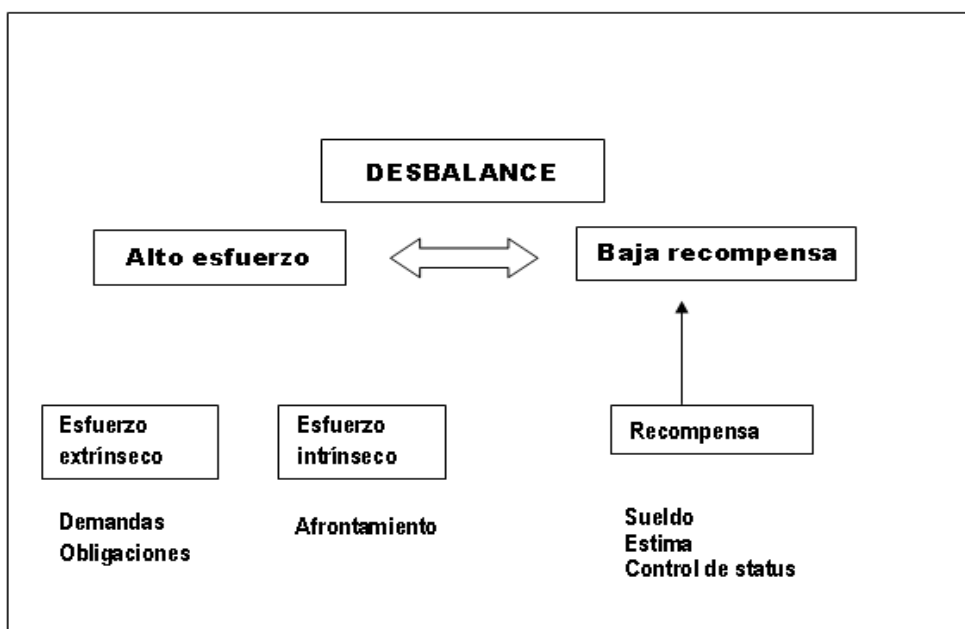 DESBALANCE
Alto esfuerzo
Baja recompensa
Esfuerzo
extrínseco
Esfuerzo
intrínseco
Recompensa
Demandas
Obligaciones
Afrontamiento
Sueldo
Estima
Control de status